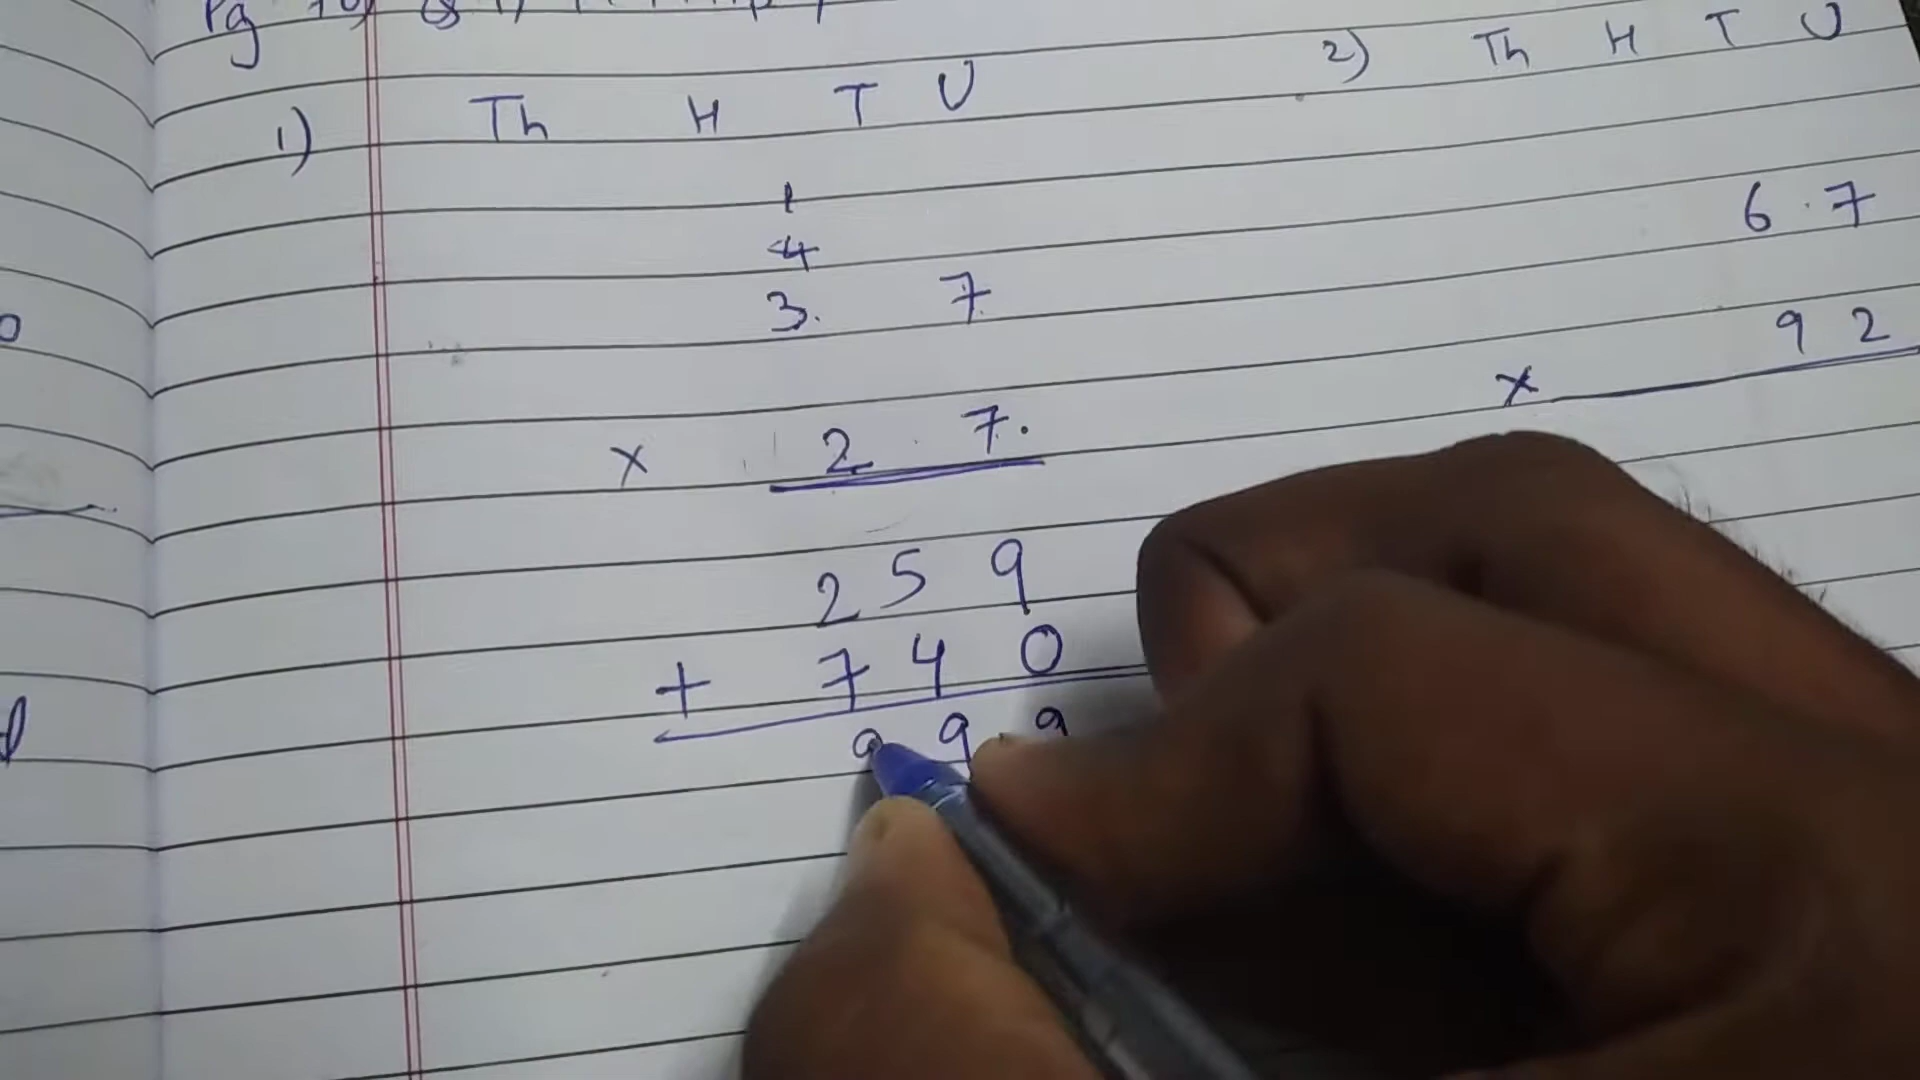 Pg
1) Th H T U
1
4
3. 7
x 2 7.
2 5 9
+ 7 4 0
9 9 9
2) Th H T U
6 7
x 9 2